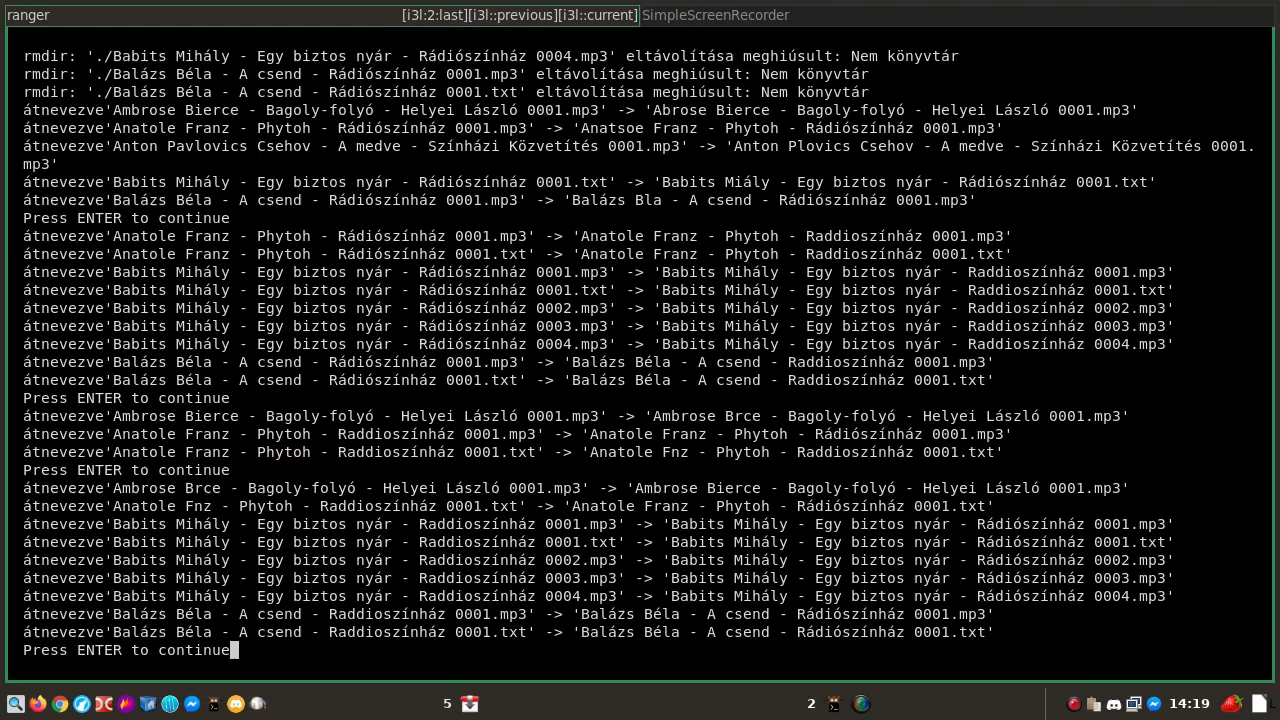 ranger [i3l:2:last][i3l::previous][i3l::current] SimpleScreenRecorder
rmdir: './Babits Mihály - Egy biztos nyár - Rádiószínház 0004.mp3' eltávolítása meghiúsult: Nem könyvtár
rmdir: './Balázs Béla - A csend - Rádiószínház 0001.mp3' eltávolítása meghiúsult: Nem könyvtár
rmdir: './Balázs Béla - A csend - Rádiószínház 0001.txt' eltávolítása meghiúsult: Nem könyvtár
átnevezve'Ambrose Bierce - Bagoly-folyó - Helyei László 0001.mp3' -> 'Abrose Bierce - Bagoly-folyó - Helyei László 0001.mp3'
átnevezve'Anatole Franz - Phytoh - Rádiószínház 0001.mp3' -> 'Anatsoe Franz - Phytoh - Rádiószínház 0001.mp3'
átnevezve'Anton Pavlovics Csehov - A medve - Színházi Közvetítés 0001.mp3' -> 'Anton Plovics Csehov - A medve - Színházi Közvetítés 0001.
mp3'
átnevezve'Babits Mihály - Egy biztos nyár - Rádiószínház 0001.txt' -> 'Babits Miály - Egy biztos nyár - Rádiószínház 0001.txt'
átnevezve'Balázs Béla - A csend - Rádiószínház 0001.mp3' -> 'Balázs Bla - A csend - Rádiószínház 0001.mp3'
Press ENTER to continue
átnevezve'Anatole Franz - Phytoh - Rádiószínház 0001.mp3' -> 'Anatole Franz - Phytoh - Raddioszínház 0001.mp3'
átnevezve'Anatole Franz - Phytoh - Rádiószínház 0001.txt' -> 'Anatole Franz - Phytoh - Raddioszínház 0001.txt'
átnevezve'Babits Mihály - Egy biztos nyár - Rádiószínház 0001.mp3' -> 'Babits Mihály - Egy biztos nyár - Raddioszínház 0001.mp3'
átnevezve'Babits Mihály - Egy biztos nyár - Rádiószínház 0001.txt' -> 'Babits Mihály - Egy biztos nyár - Raddioszínház 0001.txt'
átnevezve'Babits Mihály - Egy biztos nyár - Rádiószínház 0002.mp3' -> 'Babits Mihály - Egy biztos nyár - Raddioszínház 0002.mp3'
átnevezve'Babits Mihály - Egy biztos nyár - Rádiószínház 0003.mp3' -> 'Babits Mihály - Egy biztos nyár - Raddioszínház 0003.mp3'
átnevezve'Babits Mihály - Egy biztos nyár - Rádiószínház 0004.mp3' -> 'Babits Mihály - Egy biztos nyár - Raddioszínház 0004.mp3'
átnevezve'Balázs Béla - A csend - Rádiószínház 0001.mp3' -> 'Balázs Béla - A csend - Raddioszínház 0001.mp3'
átnevezve'Balázs Béla - A csend - Rádiószínház 0001.txt' -> 'Balázs Béla - A csend - Raddioszínház 0001.txt'
Press ENTER to continue
átnevezve'Ambrose Bierce - Bagoly-folyó - Helyei László 0001.mp3' -> 'Ambrose Brce - Bagoly-folyó - Helyei László 0001.mp3'
átnevezve'Anatole Franz - Phytoh - Raddioszínház 0001.mp3' -> 'Anatole Franz - Phytoh - Rádiószínház 0001.mp3'
átnevezve'Anatole Franz - Phytoh - Raddioszínház 0001.txt' -> 'Anatole Fnz - Phytoh - Raddioszínház 0001.txt'
Press ENTER to continue
átnevezve'Ambrose Brce - Bagoly-folyó - Helyei László 0001.mp3' -> 'Ambrose Bierce - Bagoly-folyó - Helyei László 0001.mp3'
átnevezve'Anatole Fnz - Phytoh - Raddioszínház 0001.txt' -> 'Anatole Franz - Phytoh - Rádiószínház 0001.txt'
átnevezve'Babits Mihály - Egy biztos nyár - Raddioszínház 0001.mp3' -> 'Babits Mihály - Egy biztos nyár - Rádiószínház 0001.mp3'
átnevezve'Babits Mihály - Egy biztos nyár - Raddioszínház 0001.txt' -> 'Babits Mihály - Egy biztos nyár - Rádiószínház 0001.txt'
átnevezve'Babits Mihály - Egy biztos nyár - Raddioszínház 0002.mp3' -> 'Babits Mihály - Egy biztos nyár - Rádiószínház 0002.mp3'
átnevezve'Babits Mihály - Egy biztos nyár - Raddioszínház 0003.mp3' -> 'Babits Mihály - Egy biztos nyár - Rádiószínház 0003.mp3'
átnevezve'Babits Mihály - Egy biztos nyár - Raddioszínház 0004.mp3' -> 'Babits Mihály - Egy biztos nyár - Rádiószínház 0004.mp3'
átnevezve'Balázs Béla - A csend - Raddioszínház 0001.mp3' -> 'Balázs Béla - A csend - Rádiószínház 0001.mp3'
átnevezve'Balázs Béla - A csend - Raddioszínház 0001.txt' -> 'Balázs Béla - A csend - Rádiószínház 0001.txt'
Press ENTER to continue
5 2 14:19